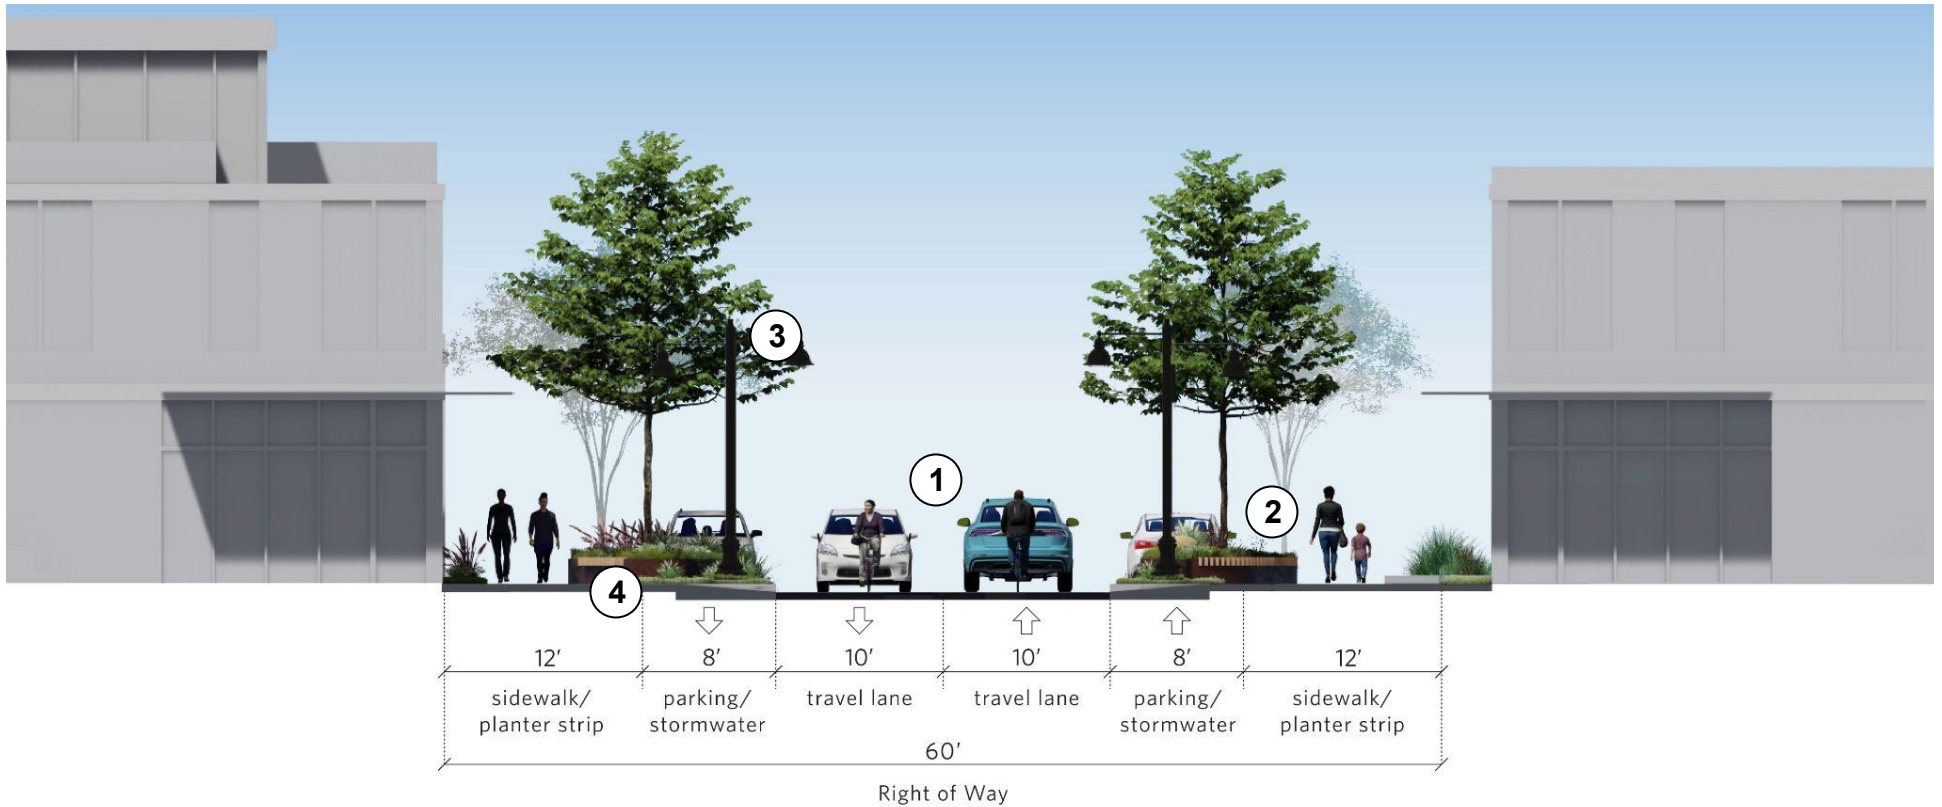 3
1
2
4
12' 8' 10' 10' 8' 12'
sidewalk/ parking/ travel lane travel lane parking/ sidewalk/
planter strip stormwater stormwater planter strip
60'
Right of Way